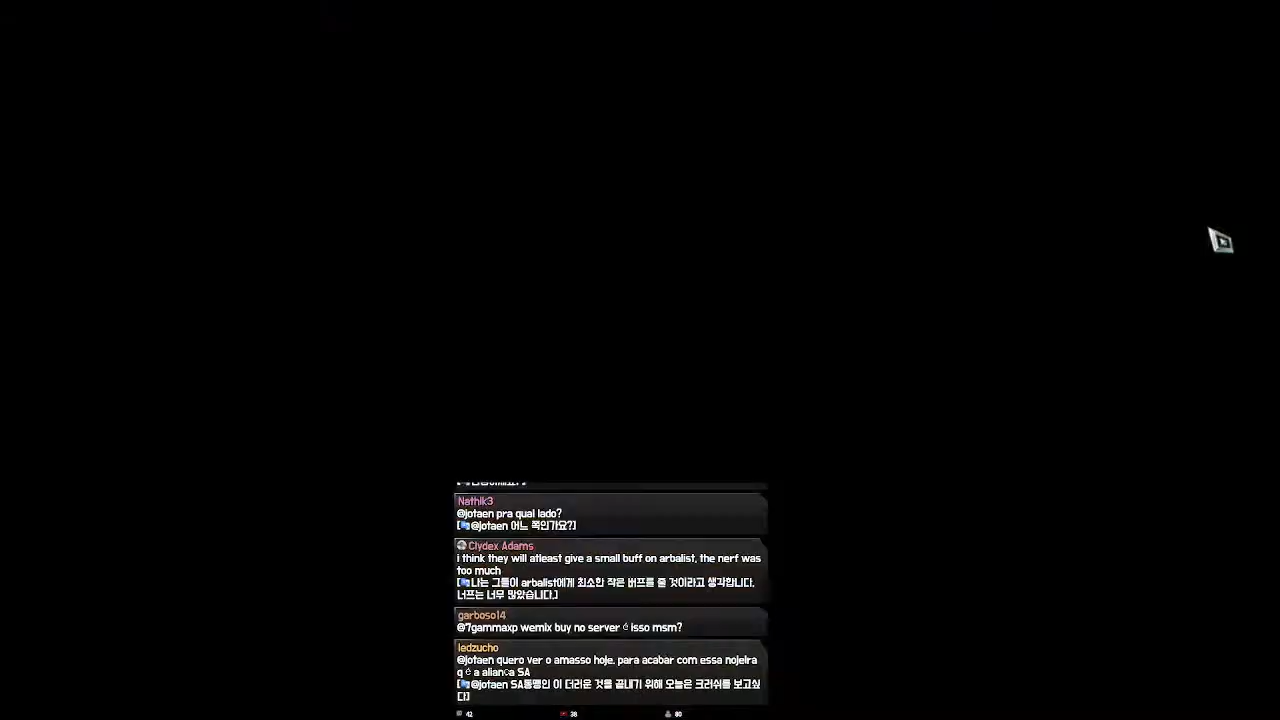 Nathik3
@jotaen pra qual lado?
[@jotaen 어느 쪽인가요?]
Clydex Adams
i think they will atleast give a small buff on arbalist, the nerf was
too much
[나는 그들이 arbalist에게 최소한 작은 버프를 줄 것이라고 생각합니다.
너프는 너무 많았습니다.]
garboso14
@7gammaxp wemix buy no server é isso msm?
ledzucho
@jotaen quero ver o amasso hoje, para acabar com essa nojeira
q é a aliança SA
[@jotaen SA동맹인 이 더러운 것을 끝내기 위해 오늘은 크러쉬를 보고싶
다]
42 38 80